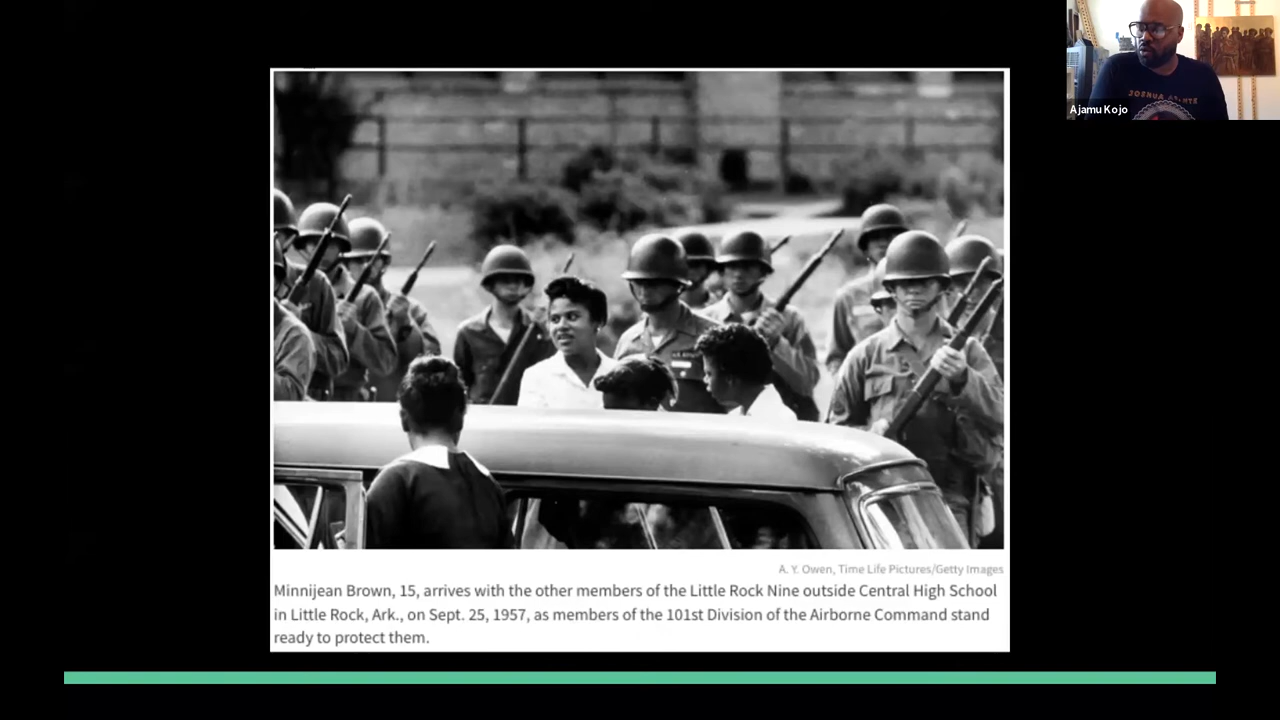 Ajamu Kojo
JOSHUA
A. Y. Owen, Time Life Pictures/Getty Images
Minnijean Brown, 15, arrives with the other members of the Little Rock Nine outside Central High School
in Little Rock, Ark., on Sept. 25, 1957, as members of the 101st Division of the Airborne Command stand
ready to protect them.